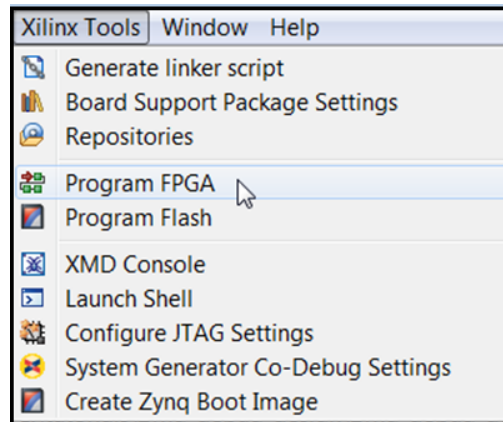 Xilinx Tools Window Help
Generate linker script
Board Support Package Settings
Repositories
Program FPGA
Program Flash
XMD Console
Launch Shell
Configure JTAG Settings
System Generator Co-Debug Settings
Create Zynq Boot Image